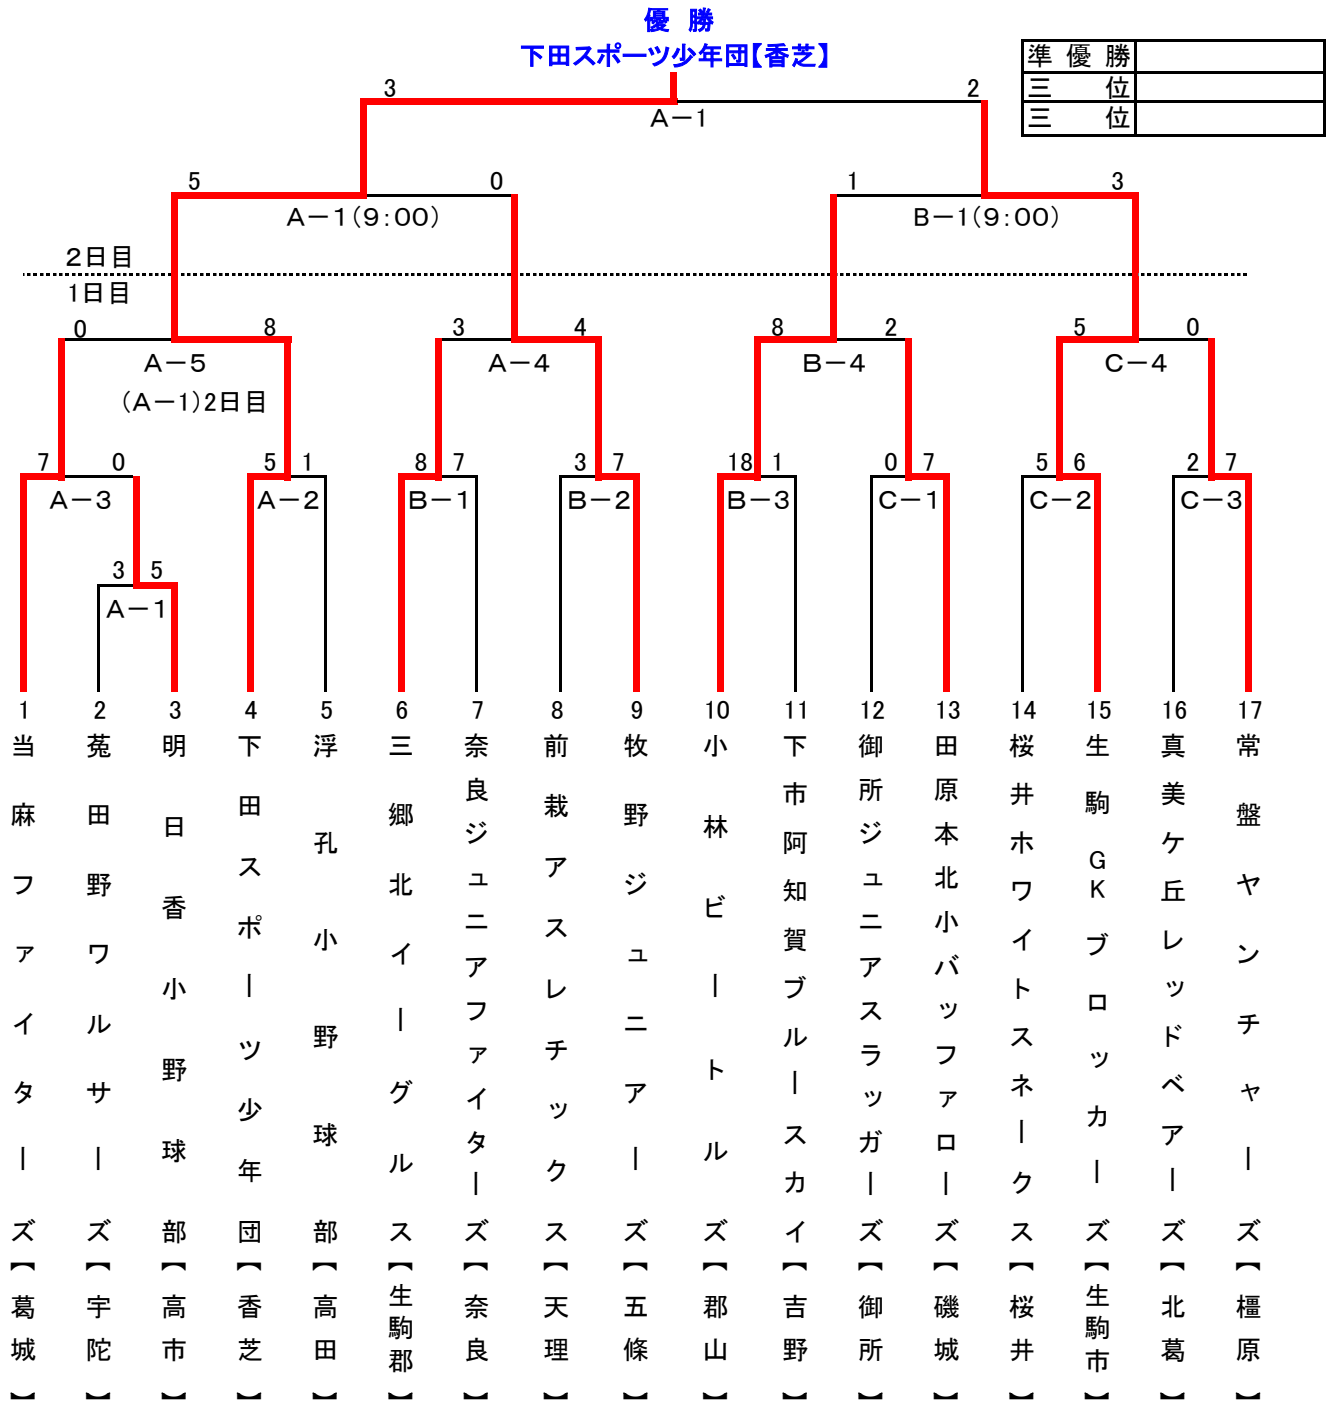 優 勝
下田スポーツ少年団【香芝】
準 優 勝
三 位
三 位
3 2
A－1
5 0 1 3
A－1(9:00) B－1(9:00)
2日目
1日目
0 8 3 4 8 2 5 0
A－5 A－4 B－4 C－4
(A－1)2日目
7 0 5 1 8 7 3 7 18 1 0 7 5 6 2 7
A－3 A－2 B－1 B－2 B－3 C－1 C－2 C－3
3 5
A－1
1 2 3 4 5 6 7 8 9 10 11 12 13 14 15 16 17
当麻ファイターズ【葛城】
菟田野ワルサーズ【宇陀】
明日香小野球部【高市】
下田スポーツ少年団【香芝】
浮孔小野球部【高田】
三郷北イーグルス【生駒郡】
奈良ジュニアファイターズ【奈良】
前栽アスレチックス【天理】
牧野ジュニアーズ【五條】
小林ビートルズ【郡山】
下市阿知賀ブルースカイ【吉野】
御所ジュニアスラッガーズ【御所】
田原本北小バッファローズ【磯城】
桜井ホワイトスネークス【桜井】
生駒GKブロッカーズ【生駒市】
真美ケ丘レッドベアーズ【北葛】
常盤ヤンチャーズ【橿原】